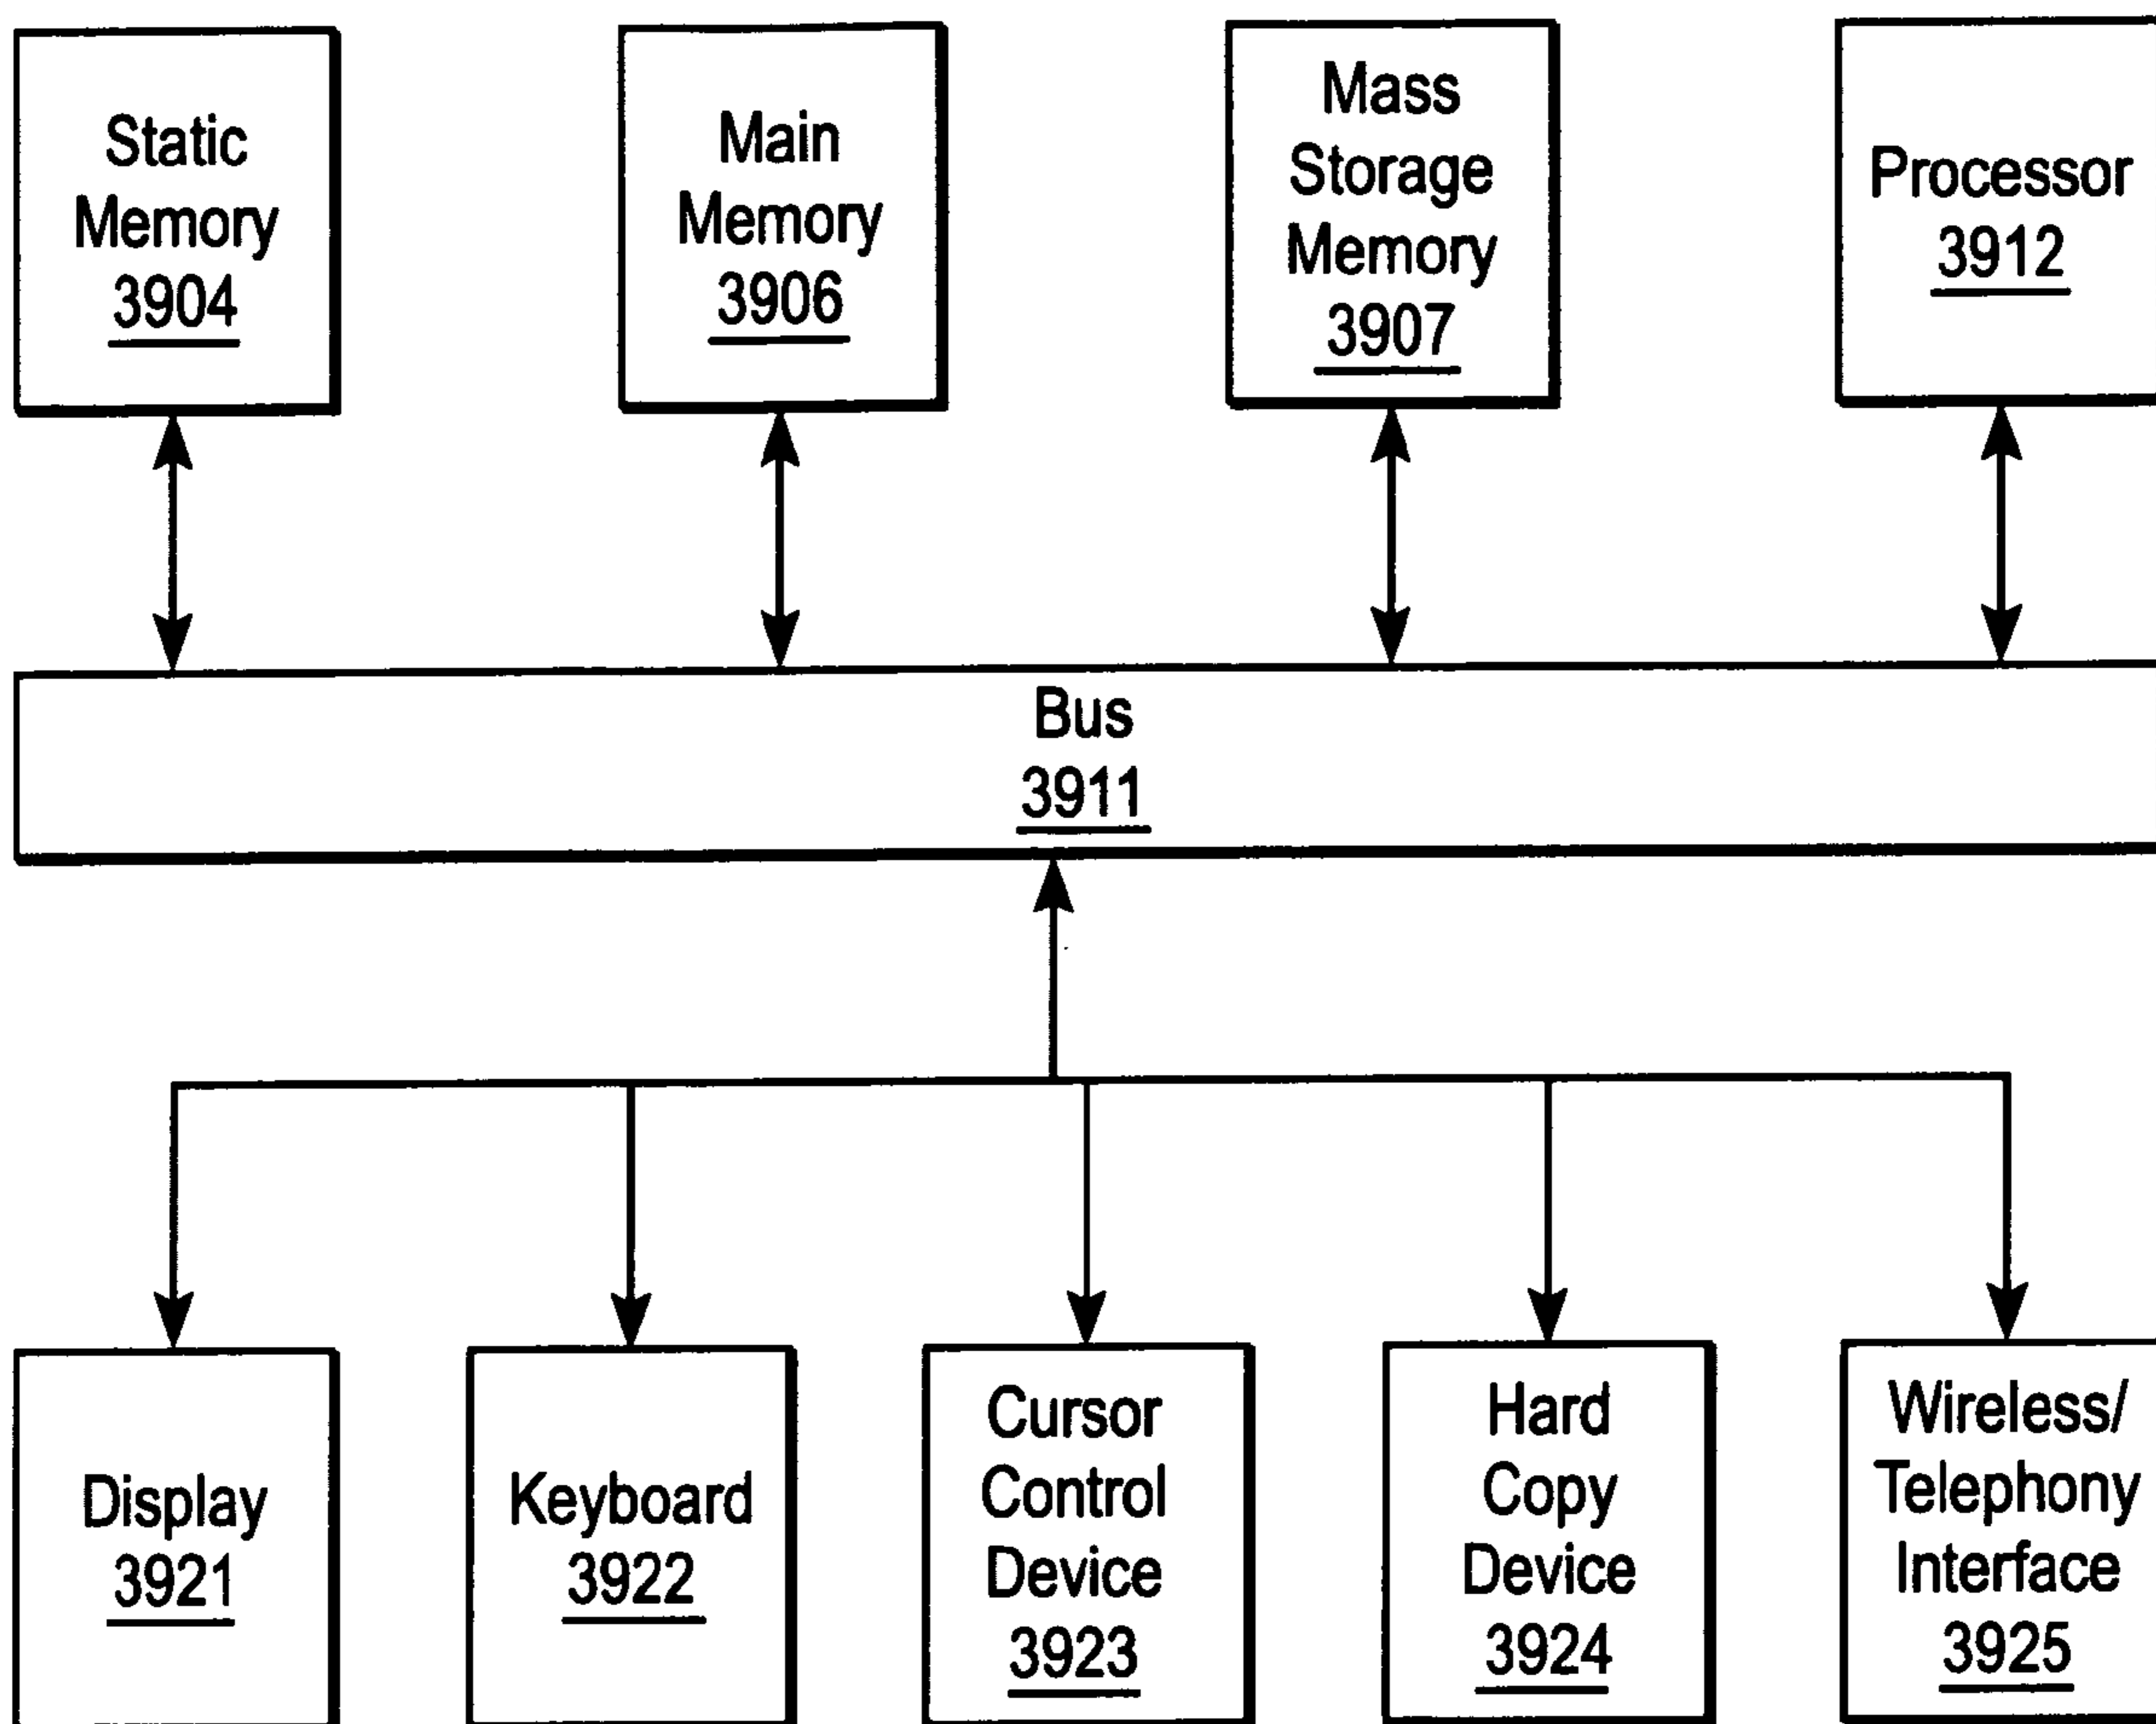 Static
Memory
3904
Main
Memory
3906
Mass
Storage
Memory
3907
Processor
3912
Bus
3911
Display
3921
Keyboard
3922
Cursor
Control
Device
3923
Hard
Copy
Device
3924
Wireless/
Telephony
Interface
3925